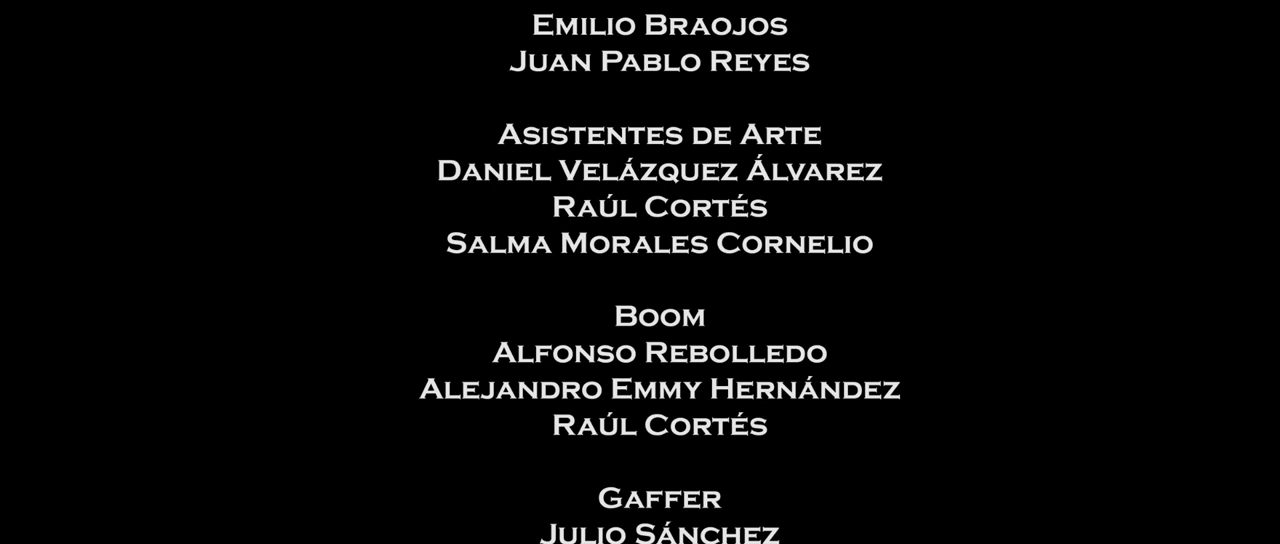 Emilio Braojos
Juan Pablo Reyes
Asistentes de Arte
Daniel Velázquez Álvarez
Raúl Cortés
Salma Morales Cornelio
Boom
Alfonso Rebolledo
Alejandro Emmy Hernández
Raúl Cortés
Gaffer
Julio Sánchez